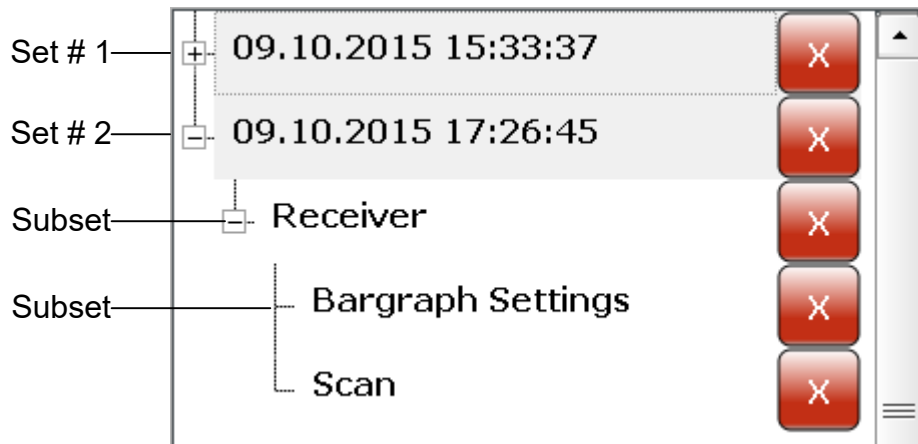 Set # 1 09.10.2015 15:33:37 X
Set # 2 09.10.2015 17:26:45 X
Subset Receiver X
Subset Bargraph Settings X
Scan X